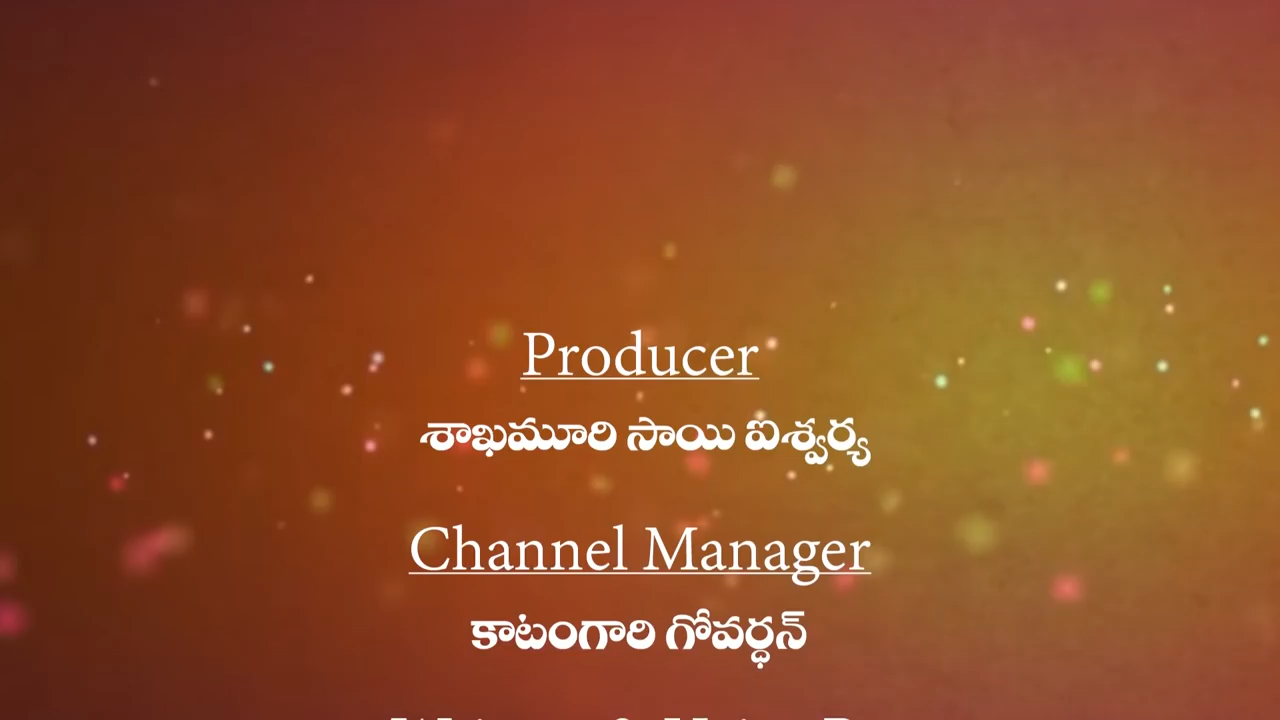 Producer
శాఖమూరి సాయి ఐశ్వర్య
Channel Manager
కాటంగారి గోవర్ధన్